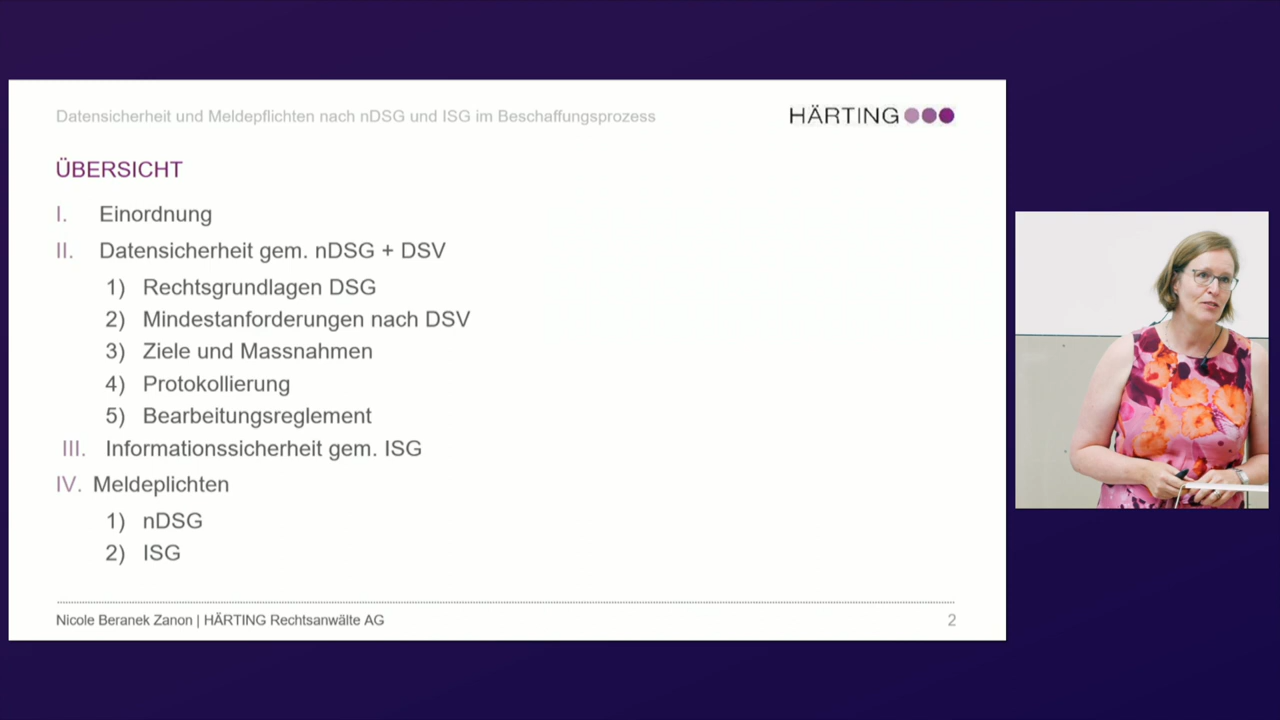 Datensicherheit und Meldepflichten nach nDSG und ISG im Beschaffungsprozess
HÄRTING
ÜBERSICHT
I. Einordnung
II. Datensicherheit gem. nDSG + DSV
1) Rechtsgrundlagen DSG
2) Mindestanforderungen nach DSV
3) Ziele und Massnahmen
4) Protokollierung
5) Bearbeitungsreglement
III. Informationssicherheit gem. ISG
IV. Meldeplichten
1) nDSG
2) ISG
Nicole Beranek Zanon | HÄRTING Rechtsanwälte AG
2